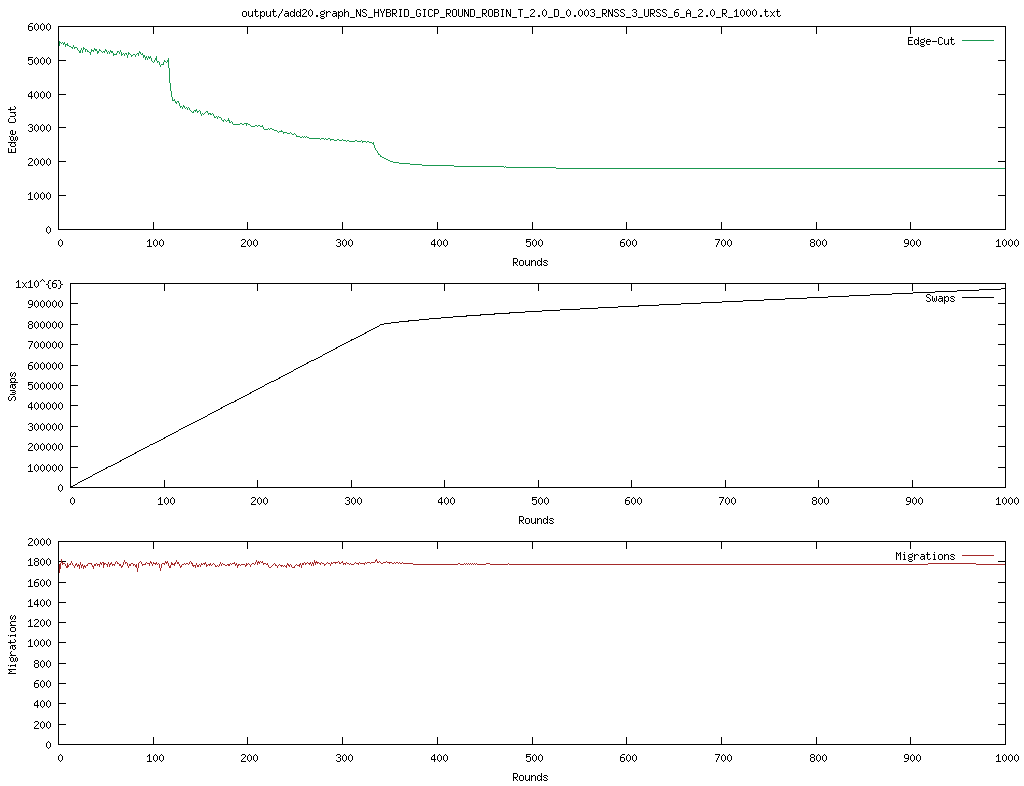 output/add20.graph_NS_HYBRID_GICP_ROUND_ROBIN_T_2.0_D_0.003_RNSS_3_URSS_6_A_2.0_R_1000.txt
6000
5000
4000
3000
2000
1000
0
Edge Cut
Edge-Cut
0 100 200 300 400 500 600 700 800 900 1000
Rounds
1x10^{6}
900000
800000
700000
600000
500000
400000
300000
200000
100000
0
Swaps
Swaps
0 100 200 300 400 500 600 700 800 900 1000
Rounds
2000
1800
1600
1400
1200
1000
800
600
400
200
0
Migrations
Migrations
0 100 200 300 400 500 600 700 800 900 1000
Rounds